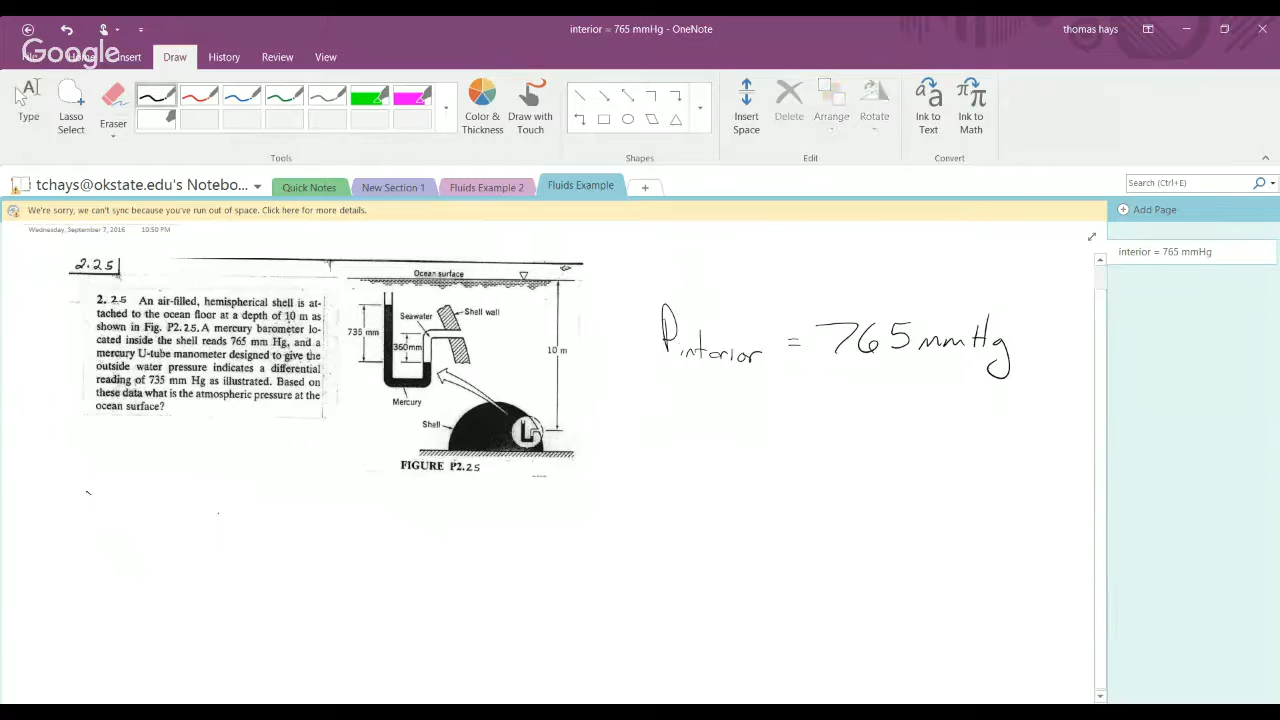 interior = 765 mmHg - OneNote
thomas hays
Google
File Home Insert Draw History Review View
Type
Lasso Select
Eraser
Color & Thickness
Draw with Touch
Insert Space
Delete
Arrange
Rotate
Ink to Text
Ink to Math
Tools
Shapes
Edit
Convert
tchays@okstate.edu's Notebo...
Quick Notes
New Section 1
Fluids Example 2
Fluids Example
Search (Ctrl+E)
We're sorry, we can't sync because you've run out of space. Click here for more details.
Add Page
Wednesday, September 7, 2016 10:50 PM
interior = 765 mmHg
2.25
2.25 An air-filled, hemispherical shell is at-
tached to the ocean floor at a depth of 10 m as
shown in Fig. P2.25. A mercury barometer lo-
cated inside the shell reads 765 mm Hg, and a
mercury U-tube manometer designed to give the
outside water pressure indicates a differential
reading of 735 mm Hg as illustrated. Based on
these data what is the atmospheric pressure at the
ocean surface?
Ocean surface
Seawater
Shell wall
735 mm
360mm
10 m
Mercury
Shell
FIGURE P2.25
Pinterior = 765 mmHg